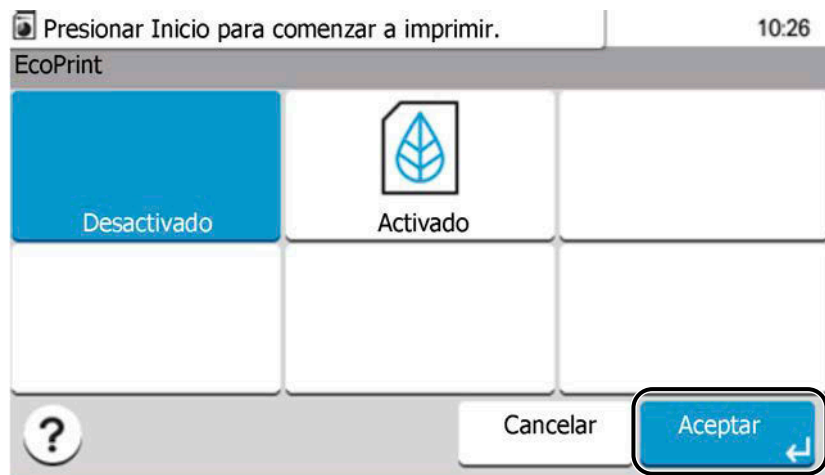 Presionar Inicio para comenzar a imprimir. 10:26
EcoPrint
Desactivado Activado
? Cancelar Aceptar